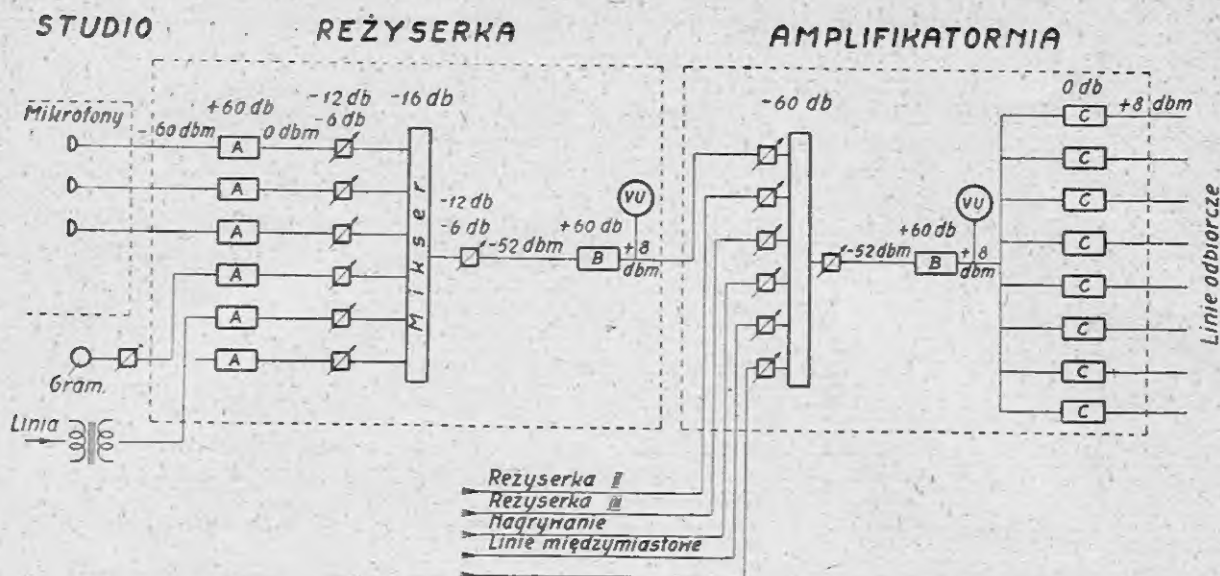 STUDIO
REŻYSERKA
AMPLIFIKATORNIA
Mikrofony
-60 dbm
+60 db
0 dbm
-12 db
-6 db
-16 db
D
D
D
A
A
A
A
A
A
Mikser
-12 db
-6 db
-52 dbm
+60 db
B
VU
+8
dbm
-60 db
-52 dbm
+60 db
B
VU
+8
dbm
0 db
+8 dbm
C
C
C
C
C
C
C
C
Linie odbiorcze
Gram.
Linia
Reżyserka II
Reżyserka III
Nagrywanie
Linie międzymiastowe